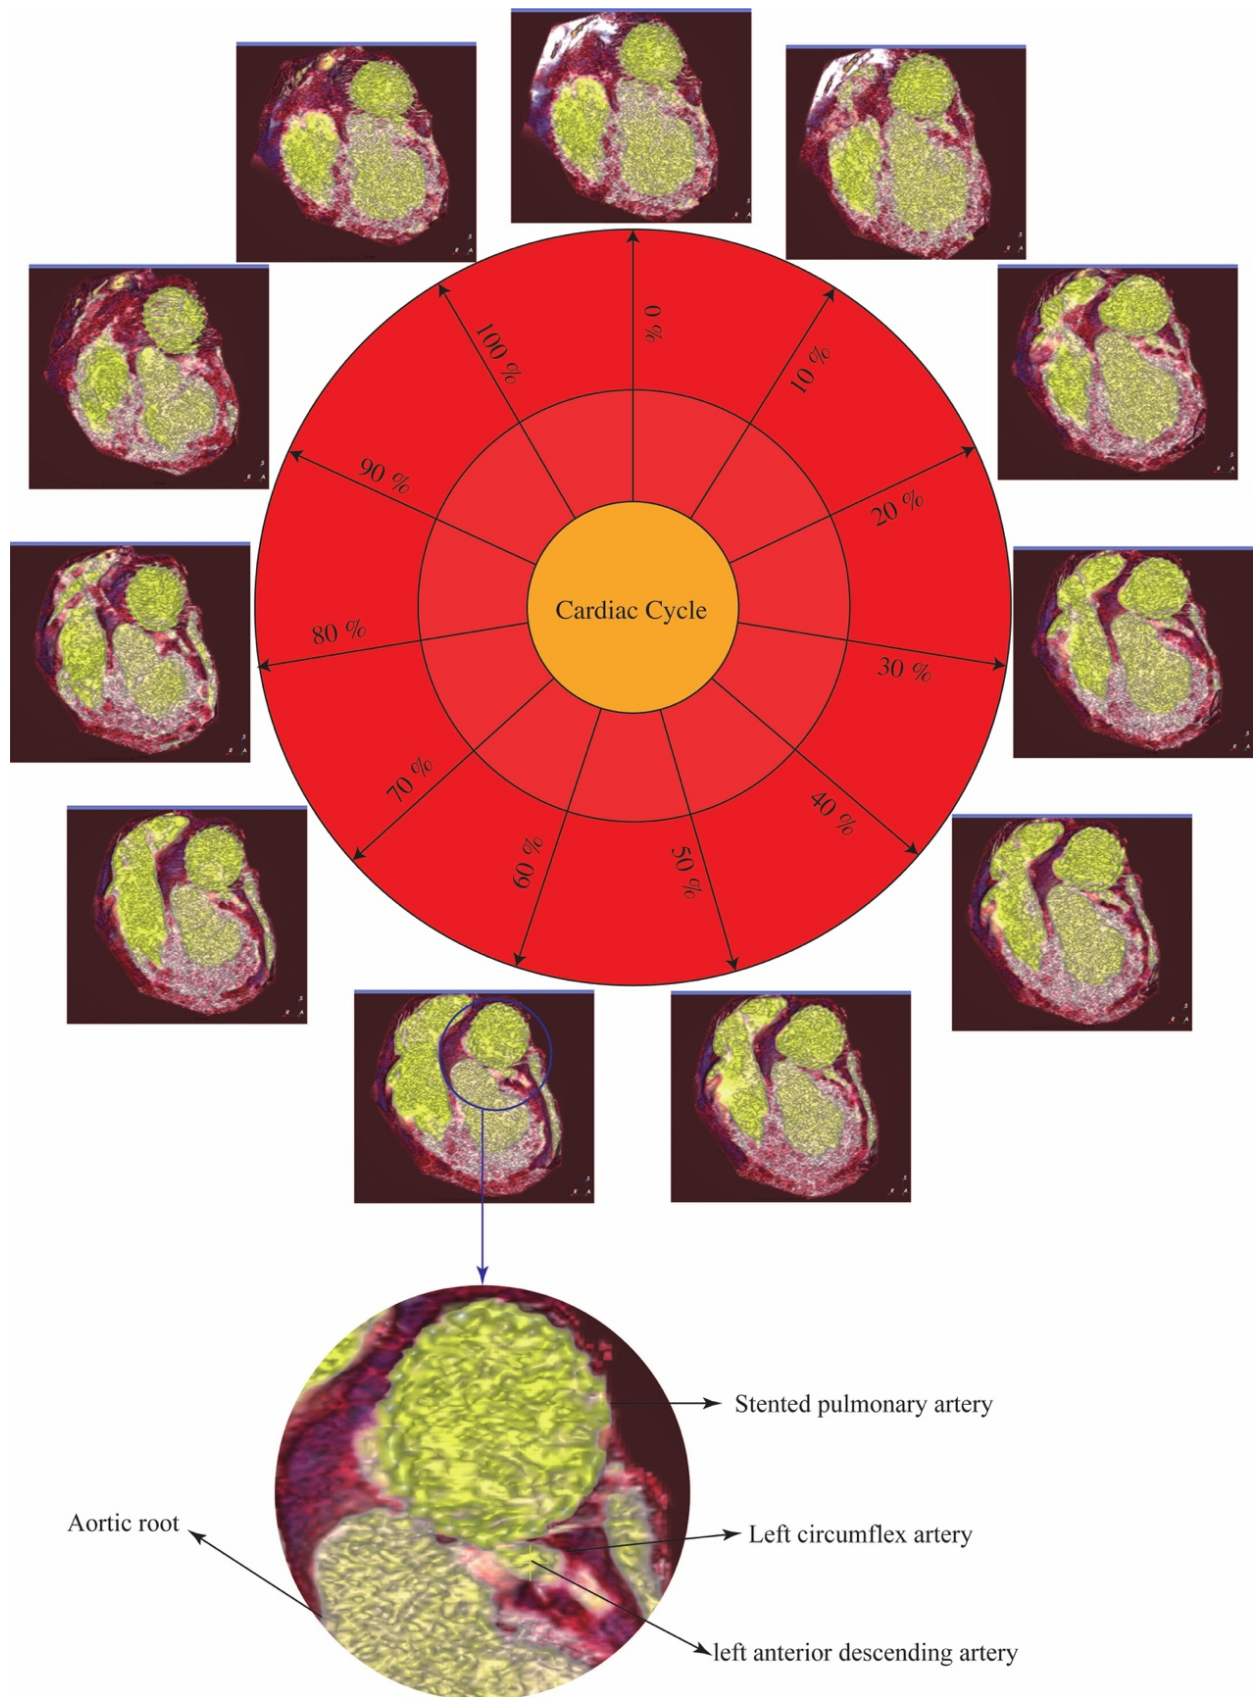 0 %
10 %
20 %
30 %
40 %
50 %
60 %
70 %
80 %
90 %
100 %
Cardiac Cycle
Stented pulmonary artery
Aortic root
Left circumflex artery
left anterior descending artery